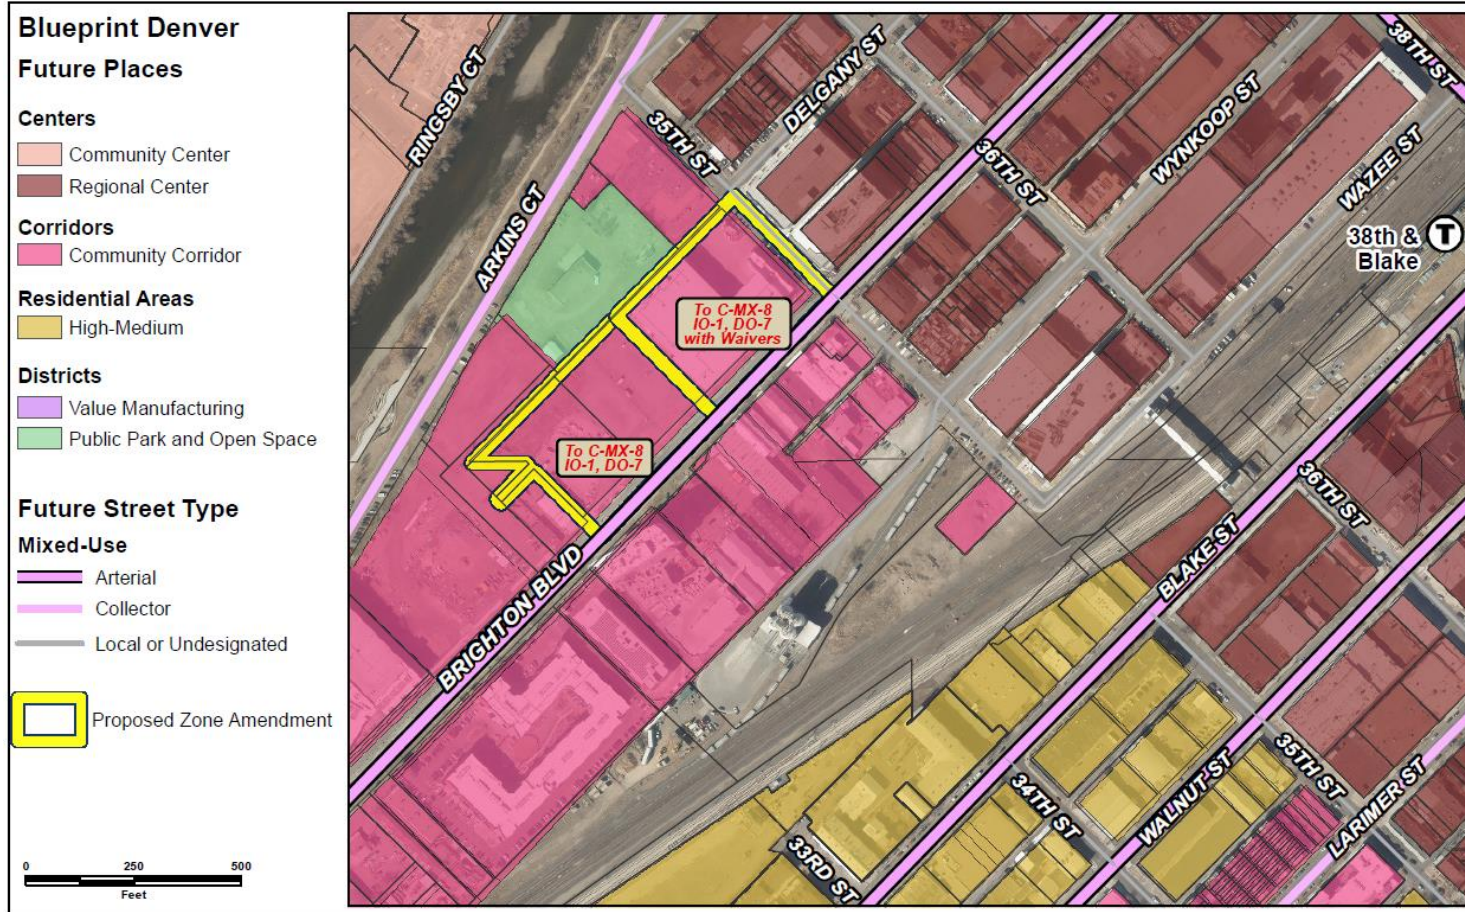 Blueprint Denver
Future Places
Centers
Community Center
Regional Center
Corridors
Community Corridor
Residential Areas
High-Medium
Districts
Value Manufacturing
Public Park and Open Space
Future Street Type
Mixed-Use
Arterial
Collector
Local or Undesignated
Proposed Zone Amendment
0 250 500
Feet
RINGSBY CT
ARKINS CT
35TH ST
DELGANY ST
36TH ST
WYNKOOP ST
38TH ST
WAZEE ST
38th &
Blake
T
To C-MX-8
IO-1, DO-7
with Waivers
To C-MX-8
IO-1, DO-7
BRIGHTON BLVD
BLAKE ST
36TH ST
35TH ST
34TH ST
WALNUT ST
LARIMER ST
33RD ST